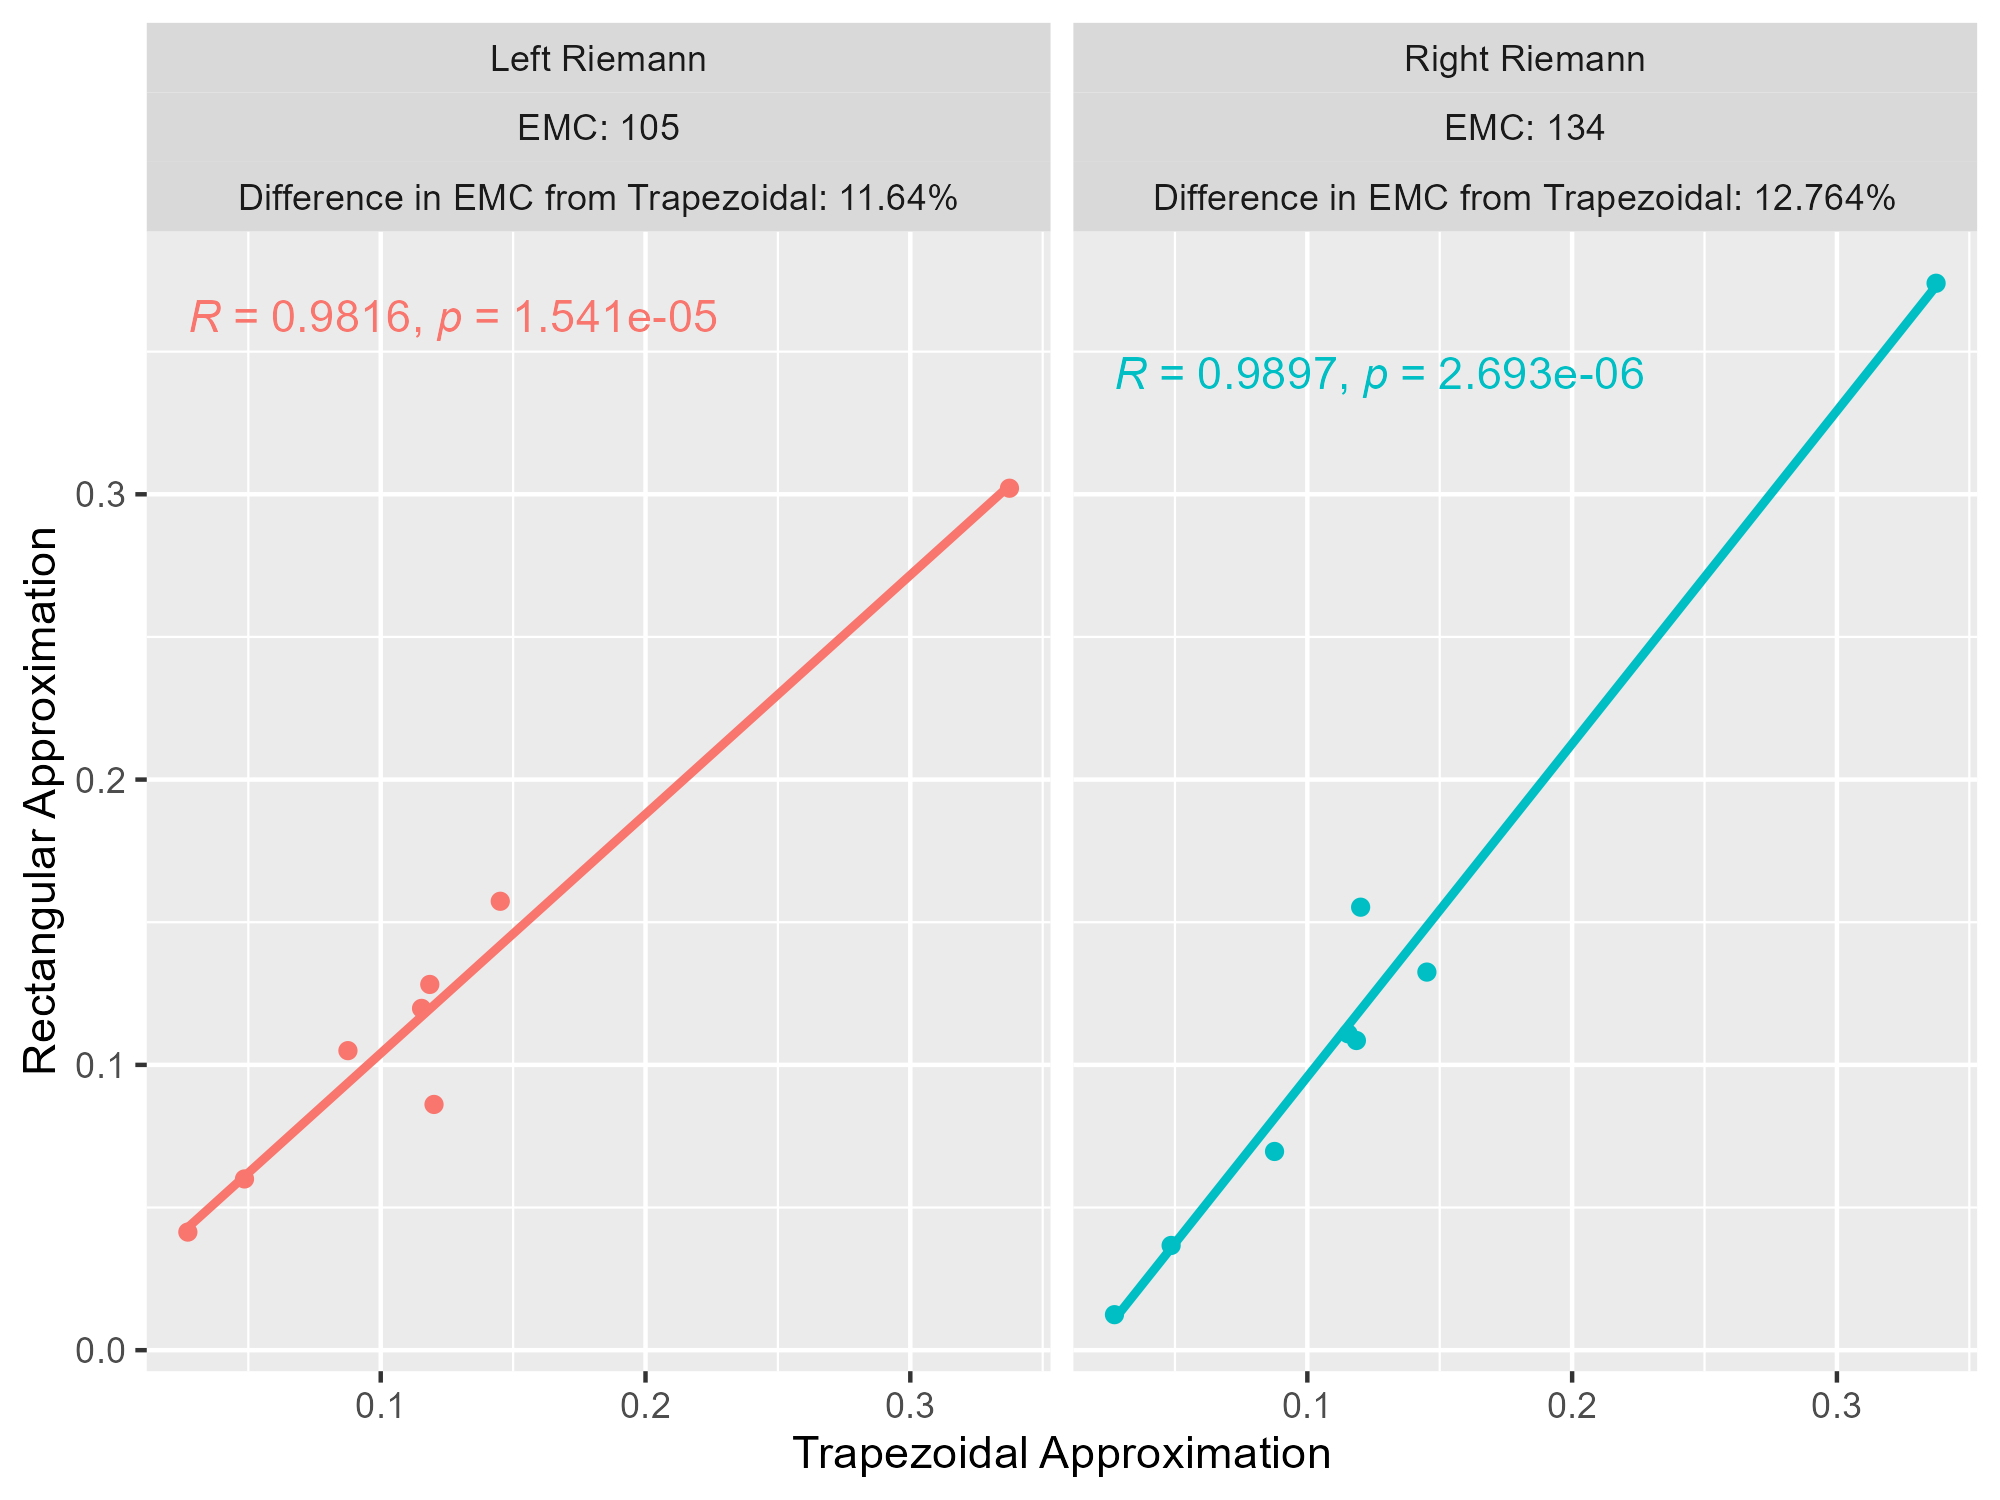 Left Riemann
EMC: 105
Difference in EMC from Trapezoidal: 11.64%
Right Riemann
EMC: 134
Difference in EMC from Trapezoidal: 12.764%
R = 0.9816, p = 1.541e-05
R = 0.9897, p = 2.693e-06
Rectangular Approximation
0.3
0.2
0.1
0.0
0.1 0.2 0.3
0.1 0.2 0.3
Trapezoidal Approximation